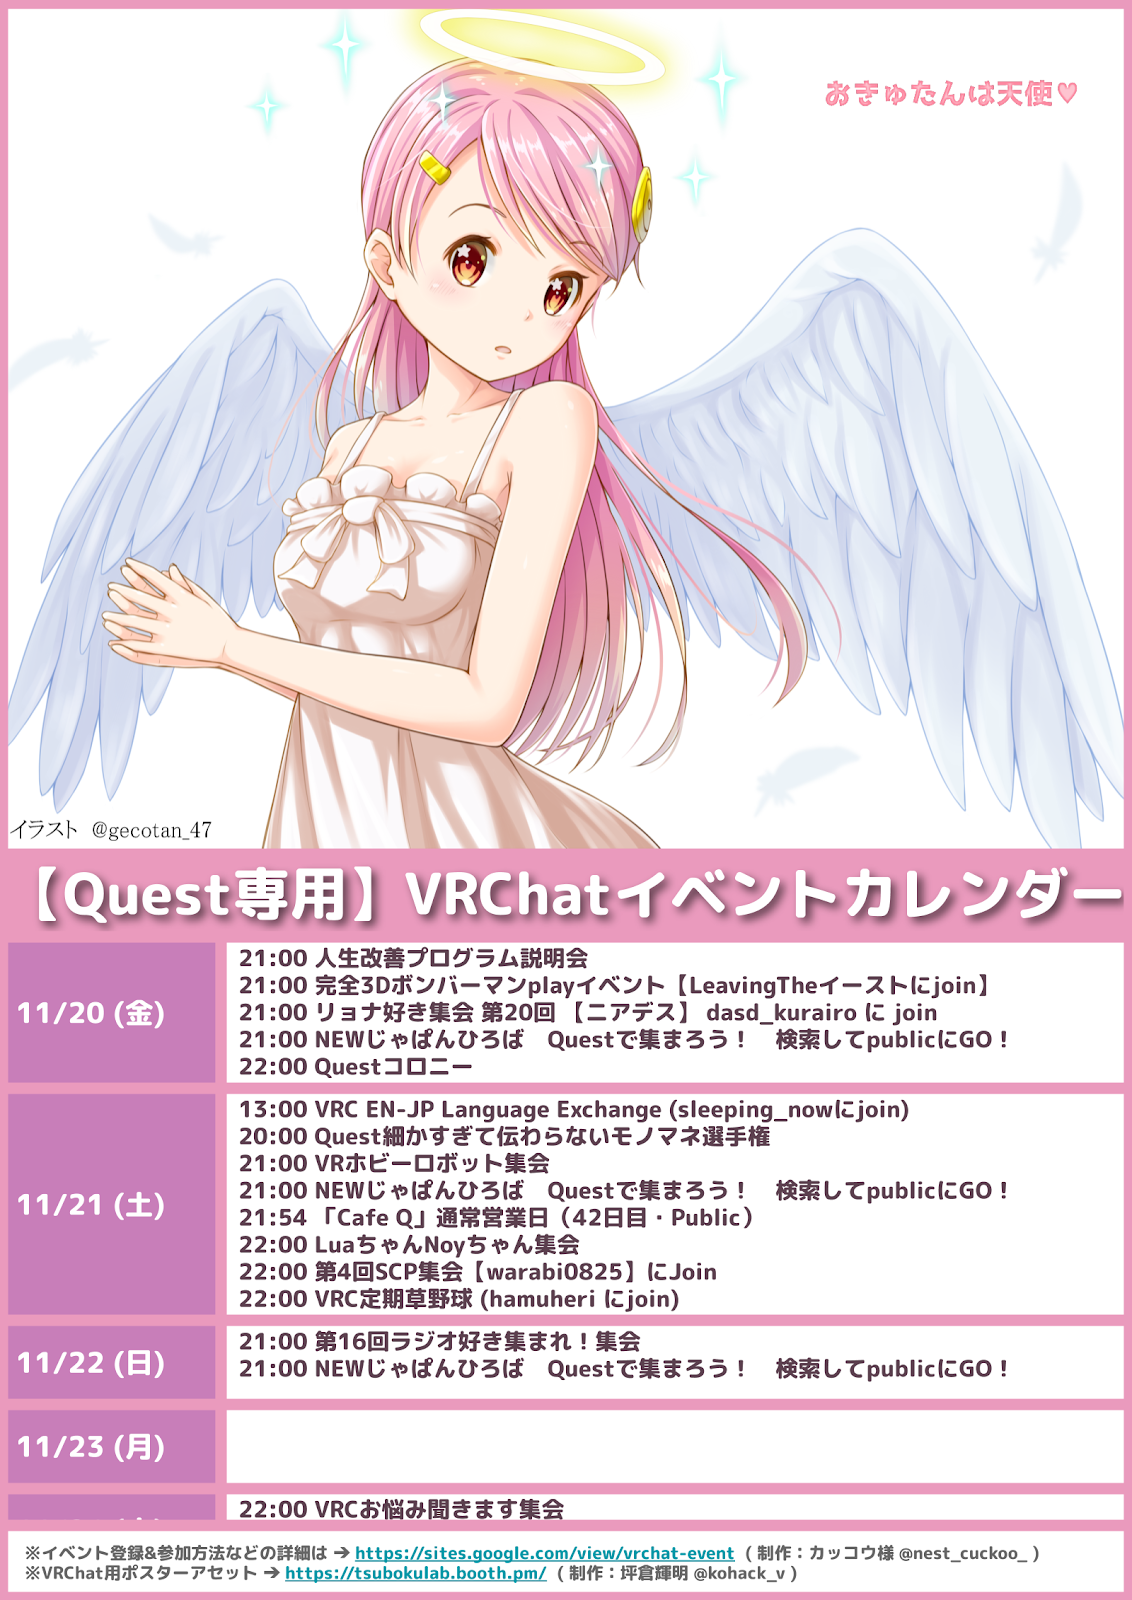 おきゅたんは天使♥
イラスト @gecotan_47
【Quest専用】VRChatイベントカレンダー
11/20 (金)
21:00 人生改善プログラム説明会
21:00 完全3Dボンバーマンplayイベント【LeavingTheイーストにjoin】
21:00 リョナ好き集会 第20回 【ニアデス】 dasd_kurairo に join
21:00 NEWじゃぱんひろば　Questで集まろう！　検索してpublicにGO！
22:00 Questコロニー
11/21 (土)
13:00 VRC EN-JP Language Exchange (sleeping_nowにjoin)
20:00 Quest細かすぎて伝わらないモノマネ選手権
21:00 VRホビーロボット集会
21:00 NEWじゃぱんひろば　Questで集まろう！　検索してpublicにGO！
21:54 「Cafe Q」通常営業日（42日目・Public）
22:00 LuaちゃんNoyちゃん集会
22:00 第4回SCP集会【warabi0825】にJoin
22:00 VRC定期草野球 (hamuheri にjoin)
11/22 (日)
21:00 第16回ラジオ好き集まれ！集会
21:00 NEWじゃぱんひろば　Questで集まろう！　検索してpublicにGO！
11/23 (月)
22:00 VRCお悩み聞きます集会
※イベント登録&参加方法などの詳細は → https://sites.google.com/view/vrchat-event ( 制作：カッコウ様 @nest_cuckoo_ )
※VRChat用ポスターアセット → https://tsubokulab.booth.pm/ ( 制作：坪倉輝明 @kohack_v )